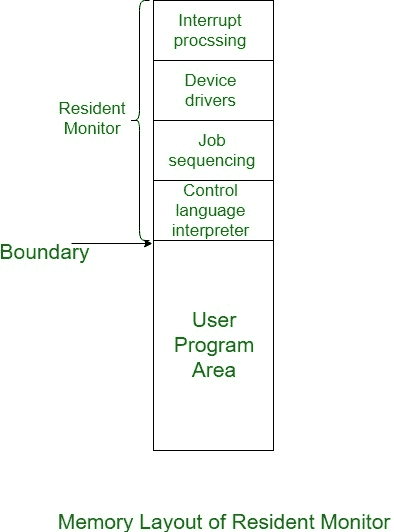 Interrupt
procssing
Device
drivers
Resident
Monitor
Job
sequencing
Control
language
interpreter
Boundary
User
Program
Area
Memory Layout of Resident Monitor